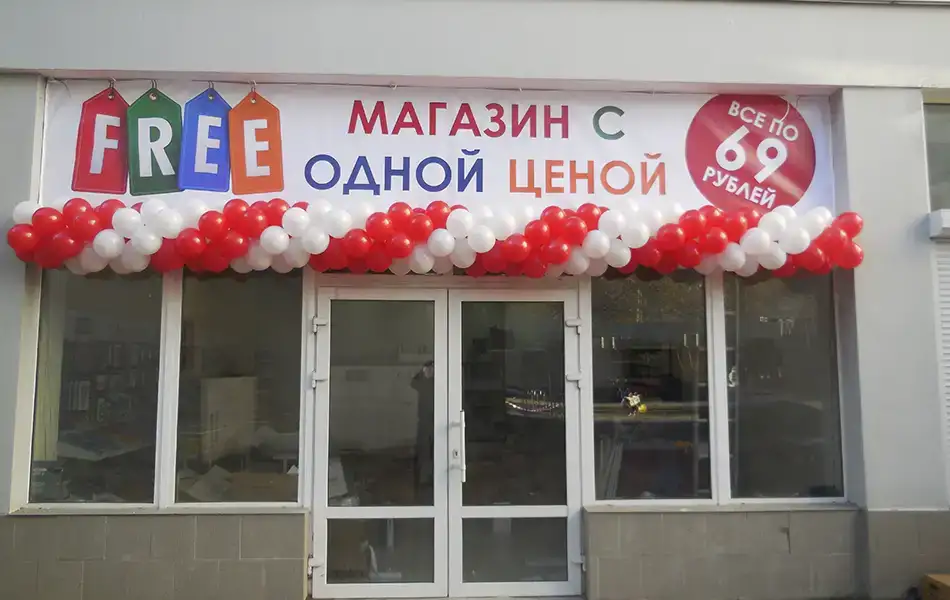 FREE
МАГАЗИН С
ОДНОЙ ЦЕНОЙ
ВСЕ ПО
69
РУБЛЕЙ